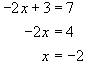 −2x + 3 = 7
−2x = 4
x = −2